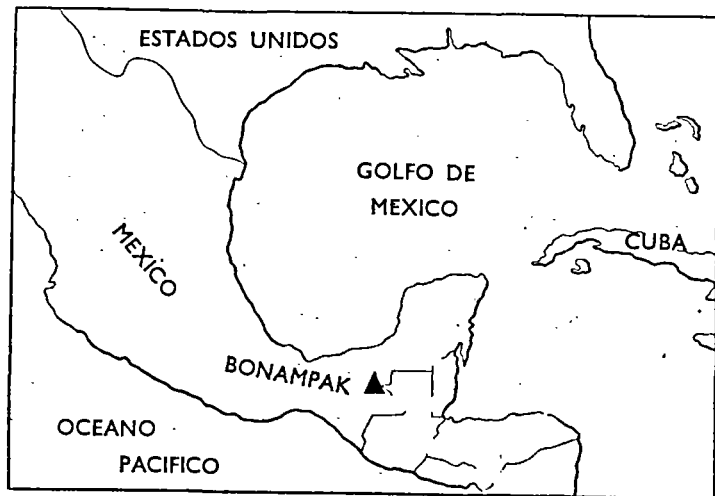 ESTADOS UNIDOS
GOLFO DE
MEXICO
CUBA
MEXICO
BONAMPAK
OCEANO
PACIFICO